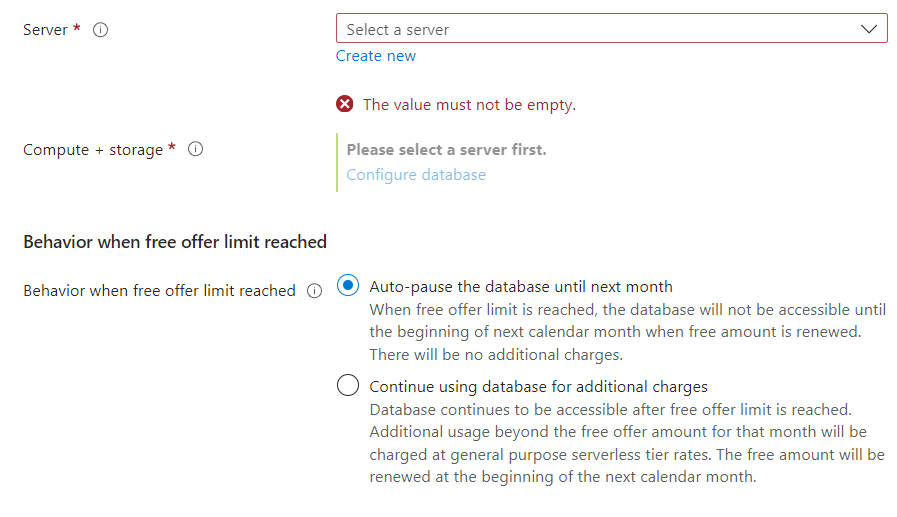 Server *
Select a server
Create new
The value must not be empty.
Compute + storage *
Please select a server first.
Configure database
Behavior when free offer limit reached
Behavior when free offer limit reached
Auto-pause the database until next month
When free offer limit is reached, the database will not be accessible until
the beginning of next calendar month when free amount is renewed.
There will be no additional charges.
Continue using database for additional charges
Database continues to be accessible after free offer limit is reached.
Additional usage beyond the free offer amount for that month will be
charged at general purpose serverless tier rates. The free amount will be
renewed at the beginning of the next calendar month.